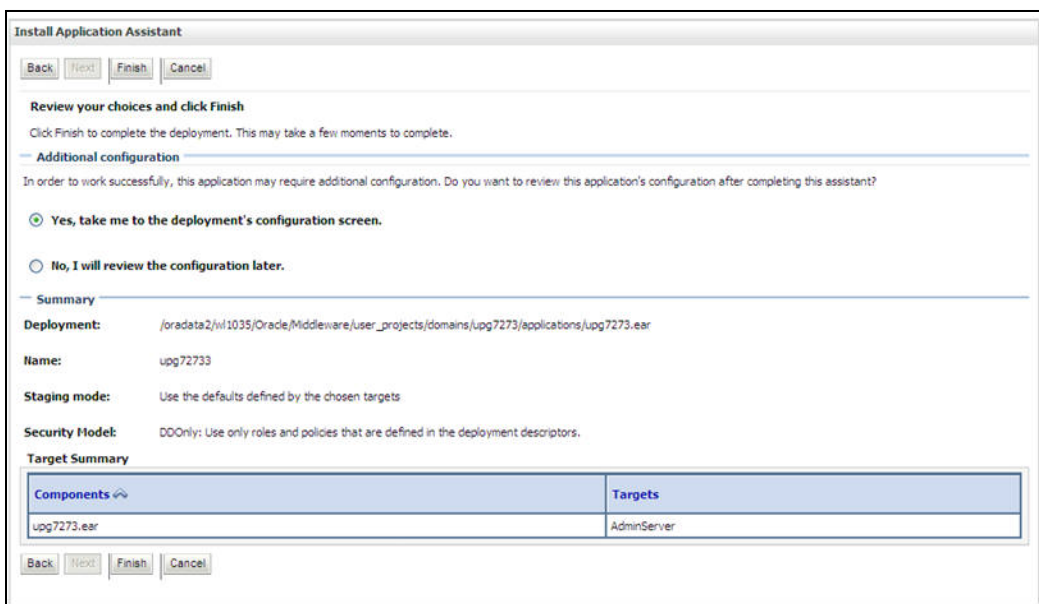 Install Application Assistant
Back Next Finish Cancel
Review your choices and click Finish
Click Finish to complete the deployment. This may take a few moments to complete.
Additional configuration
In order to work successfully, this application may require additional configuration. Do you want to review this application's configuration after completing this assistant?
Yes, take me to the deployment's configuration screen.
No, I will review the configuration later.
Summary
Deployment: /oradata2/wl1035/Oracle/Middleware/user_projects/domains/upg7273/applications/upg7273.ear
Name: upg72733
Staging mode: Use the defaults defined by the chosen targets
Security Model: DDOnly: Use only roles and policies that are defined in the deployment descriptors.
Target Summary
Components Targets
upg7273.ear AdminServer
Back Next Finish Cancel